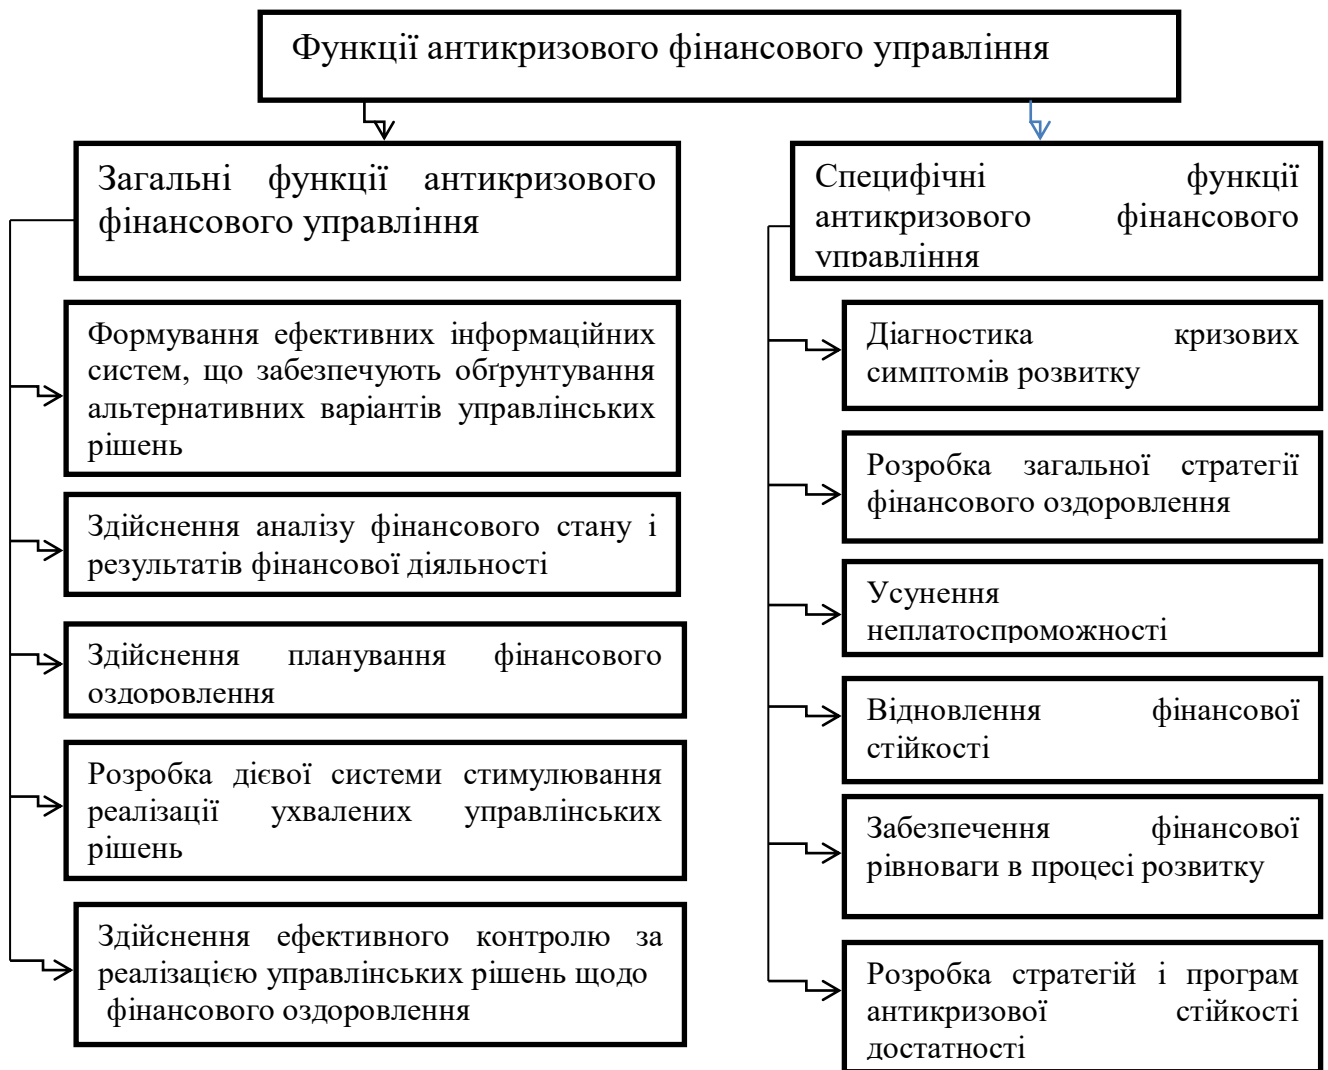 Функції антикризового фінансового управління
Загальні функції антикризового
фінансового управління
Формування ефективних інформаційних
систем, що забезпечують обґрунтування
альтернативних варіантів управлінських
рішень
Здійснення аналізу фінансового стану і
результатів фінансової діяльності
Здійснення планування фінансового
оздоровлення
Розробка дієвої системи стимулювання
реалізації ухвалених управлінських
рішень
Здійснення ефективного контролю за
реалізацією управлінських рішень щодо
фінансового оздоровлення
Специфічні функції
антикризового фінансового
управління
Діагностика кризових
симптомів розвитку
Розробка загальної стратегії
фінансового оздоровлення
Усунення
неплатоспроможності
Відновлення фінансової
стійкості
Забезпечення фінансової
рівноваги в процесі розвитку
Розробка стратегій і програм
антикризової стійкості
достатності